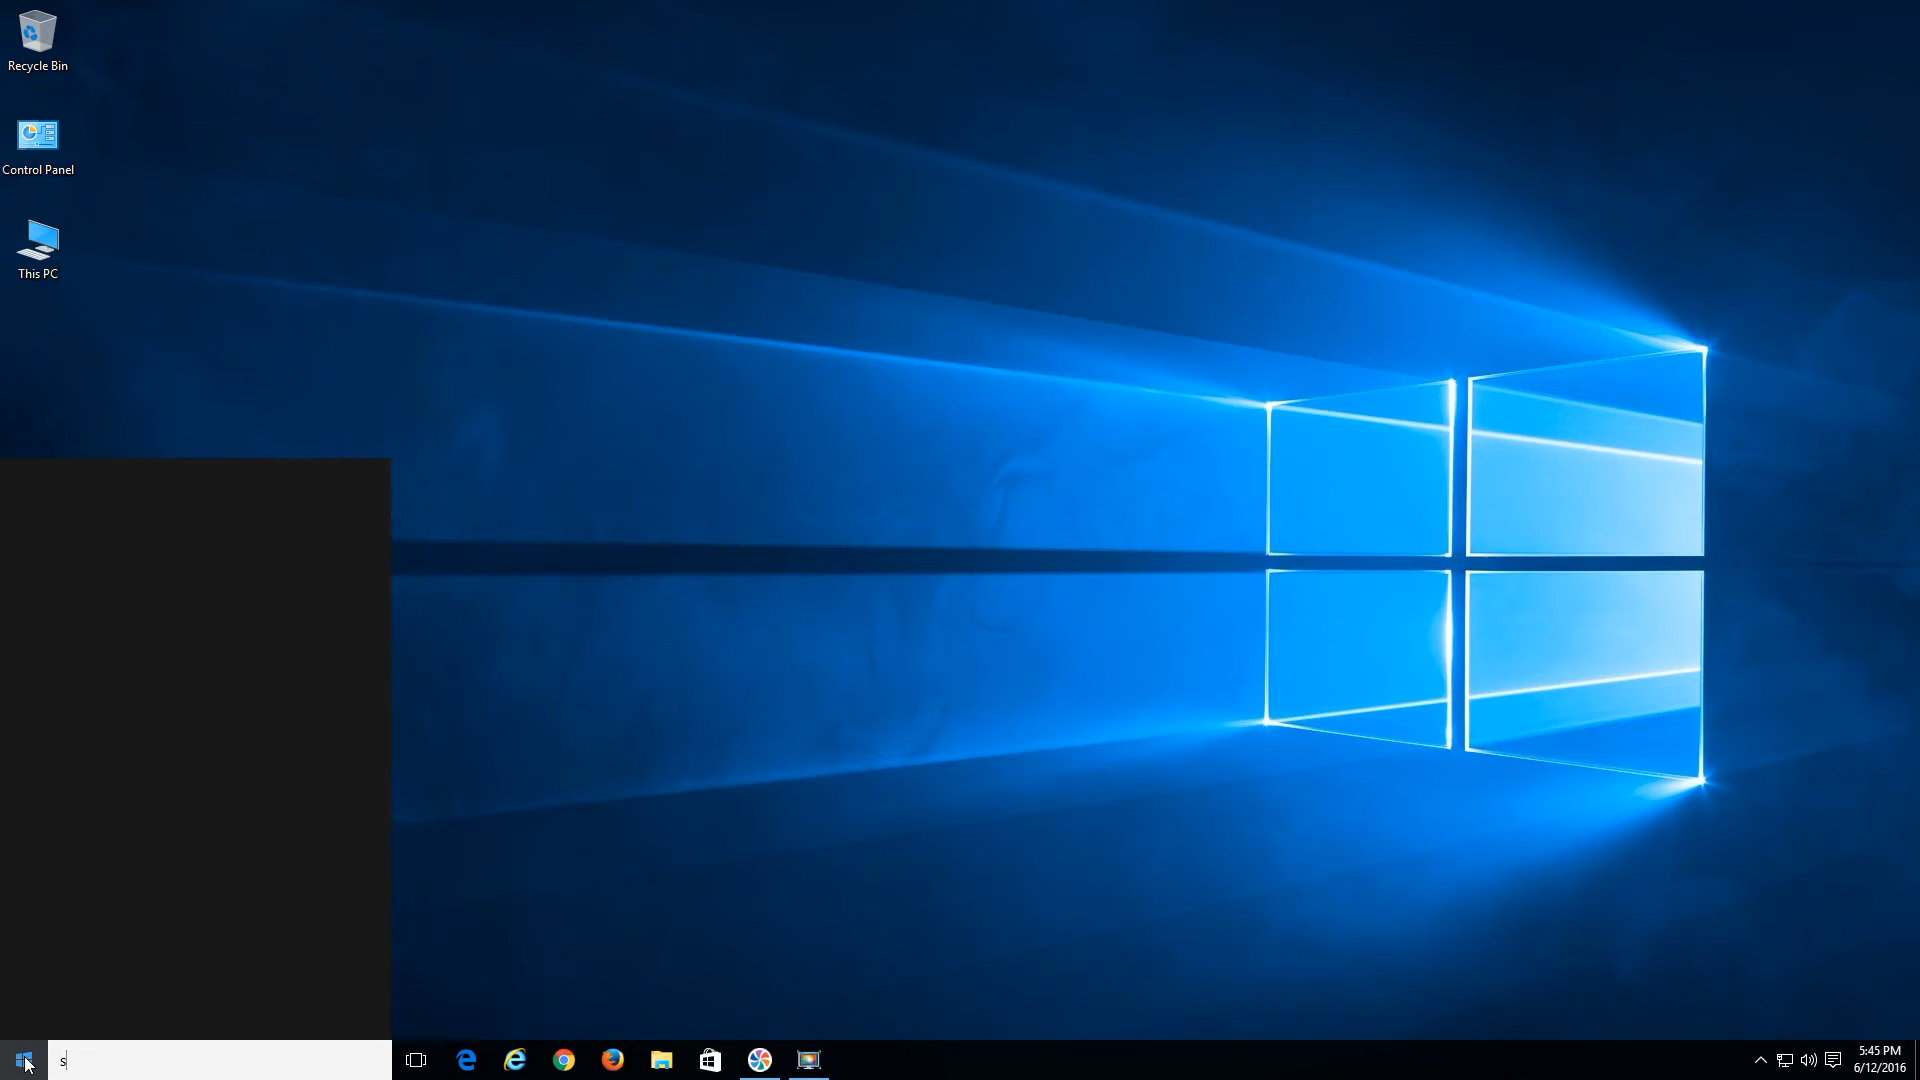 Recycle Bin
Control Panel
This PC
s
5:45 PM
6/12/2016